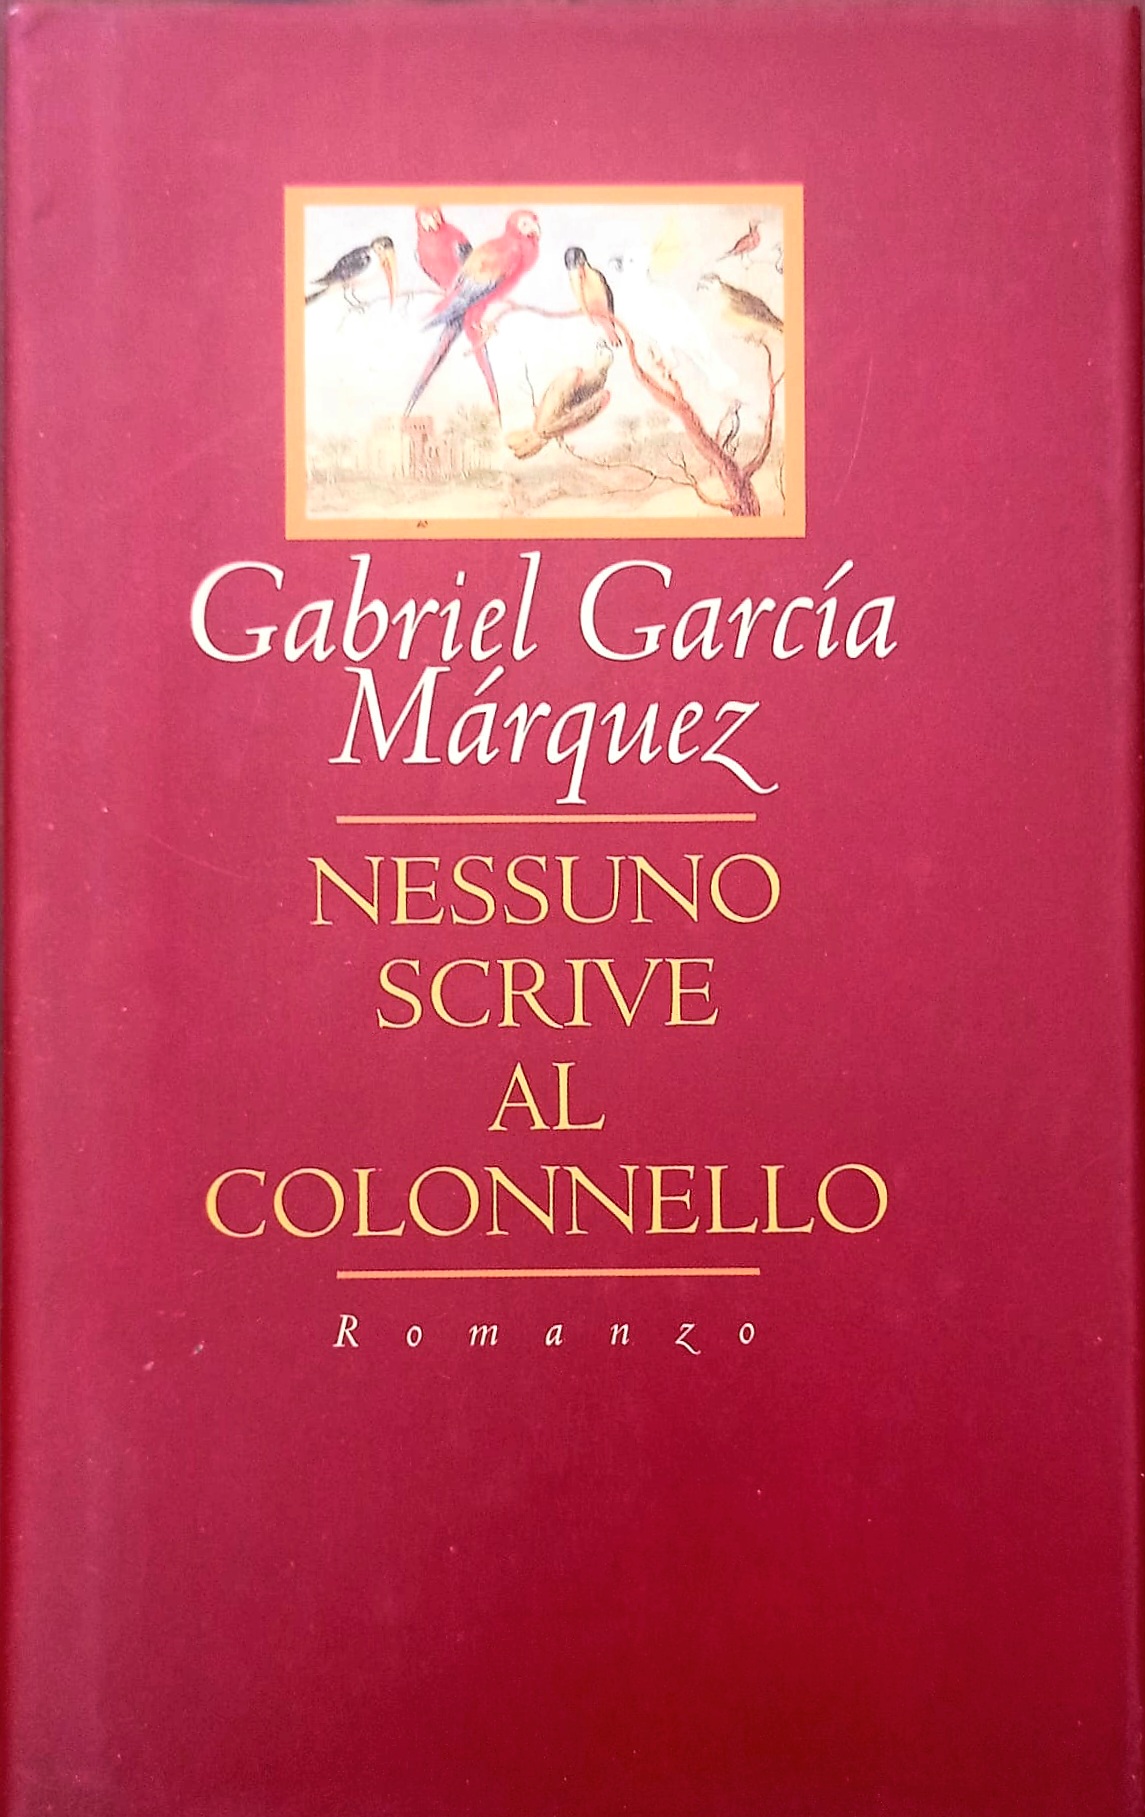 Gabriel García
Márquez
NESSUNO
SCRIVE
AL
COLONNELLO
Romanzo